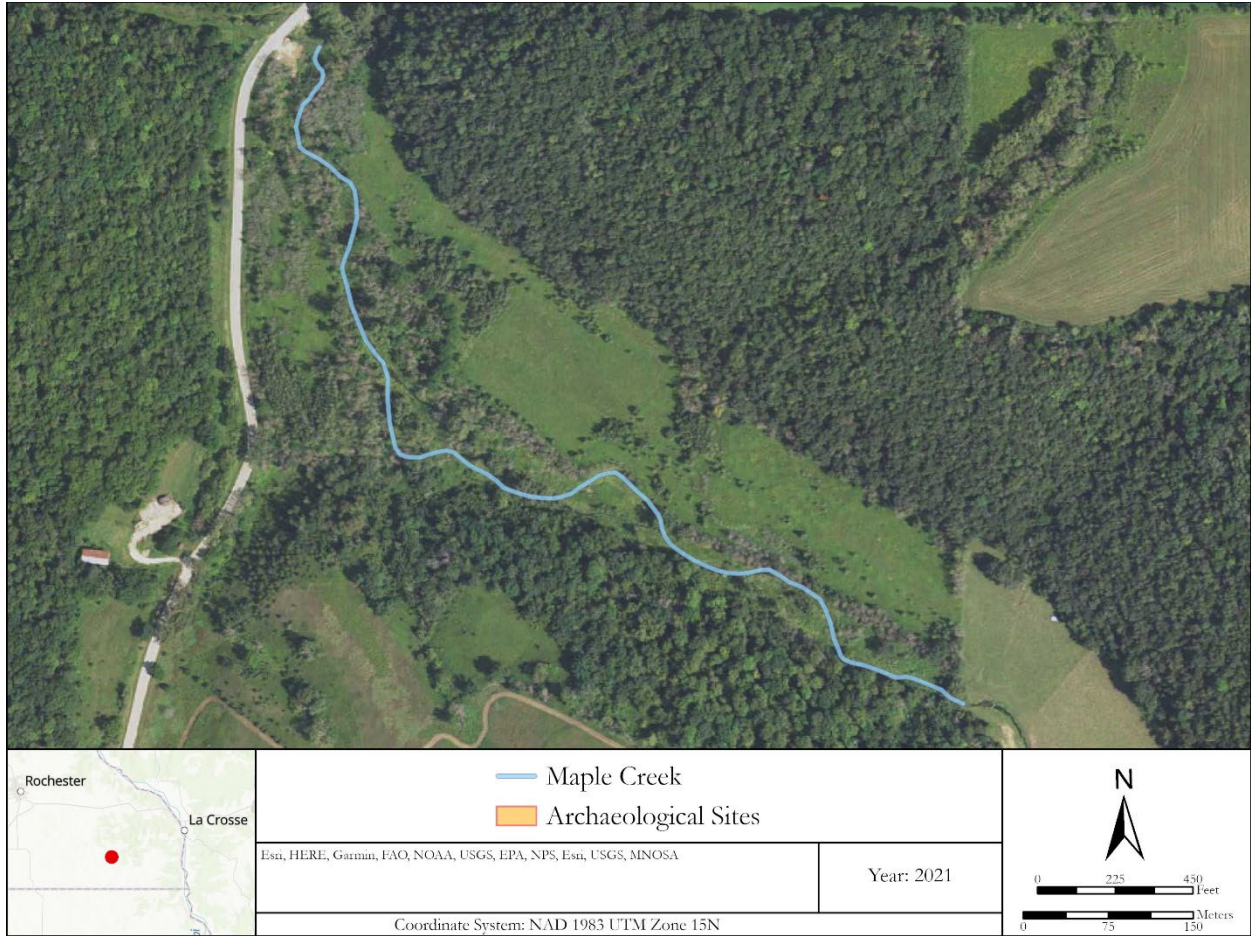 Rochester
La Crosse
Maple Creek
Archaeological Sites
Esri, HERE, Garmin, FAO, NOAA, USGS, EPA, NPS, Esri, USGS, MNOSA
Year: 2021
Coordinate System: NAD 1983 UTM Zone 15N
N
0 225 450
Feet
Meters
0 75 150